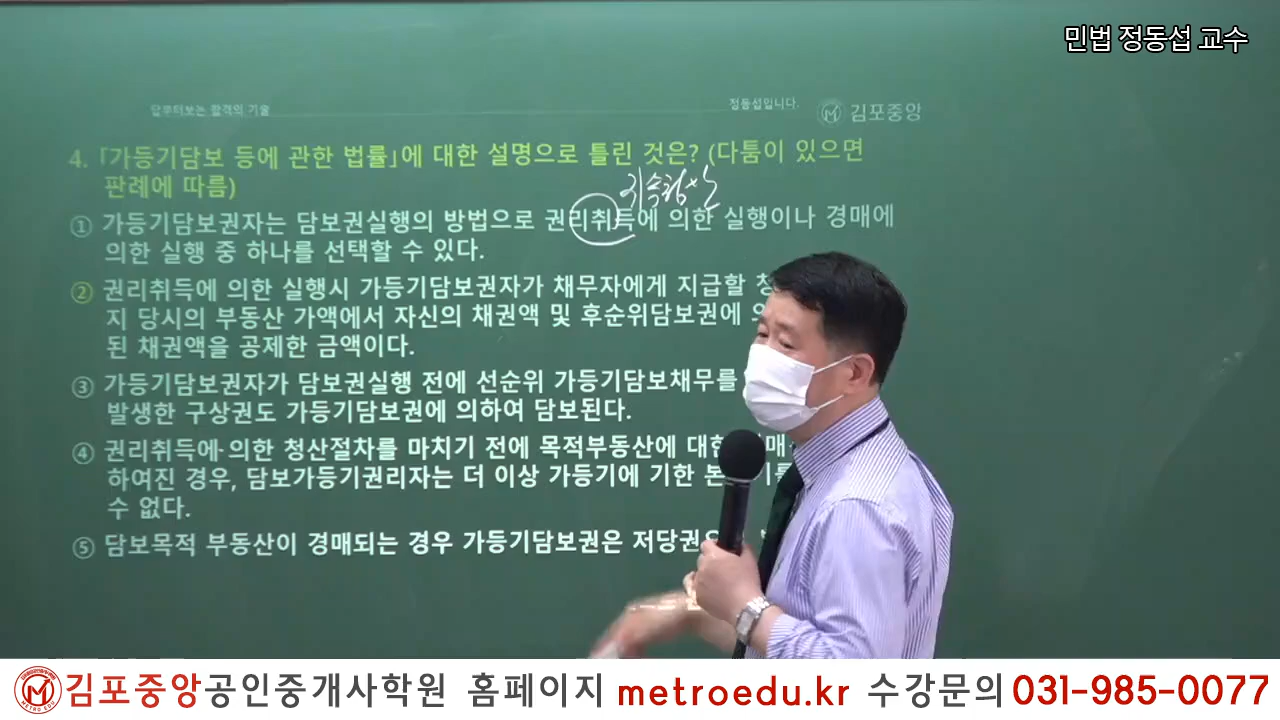 민법 정동섭 교수
답부터보는 합격의 기술
정동섭입니다.
김포중앙
4. 「가등기담보 등에 관한 법률」에 대한 설명으로 틀린 것은? (다툼이 있으면
판례에 따름)
① 가등기담보권자는 담보권실행의 방법으로 권리취득에 의한 실행이나 경매에
의한 실행 중 하나를 선택할 수 있다.
② 권리취득에 의한 실행시 가등기담보권자가 채무자에게 지급할
지 당시의 부동산 가액에서 자신의 채권액 및 후순위담보권에
된 채권액을 공제한 금액이다.
③ 가등기담보권자가 담보권실행 전에 선순위 가등기담보채무를
발생한 구상권도 가등기담보권에 의하여 담보된다.
④ 권리취득에 의한 청산절차를 마치기 전에 목적부동산에
하여진 경우, 담보가등기권리자는 더 이상 가등기에 기한
수 없다.
⑤ 담보목적 부동산이 경매되는 경우 가등기담보권은
METRO EDU
김포중앙공인중개사학원 홈페이지 metroedu.kr 수강문의 031-985-0077